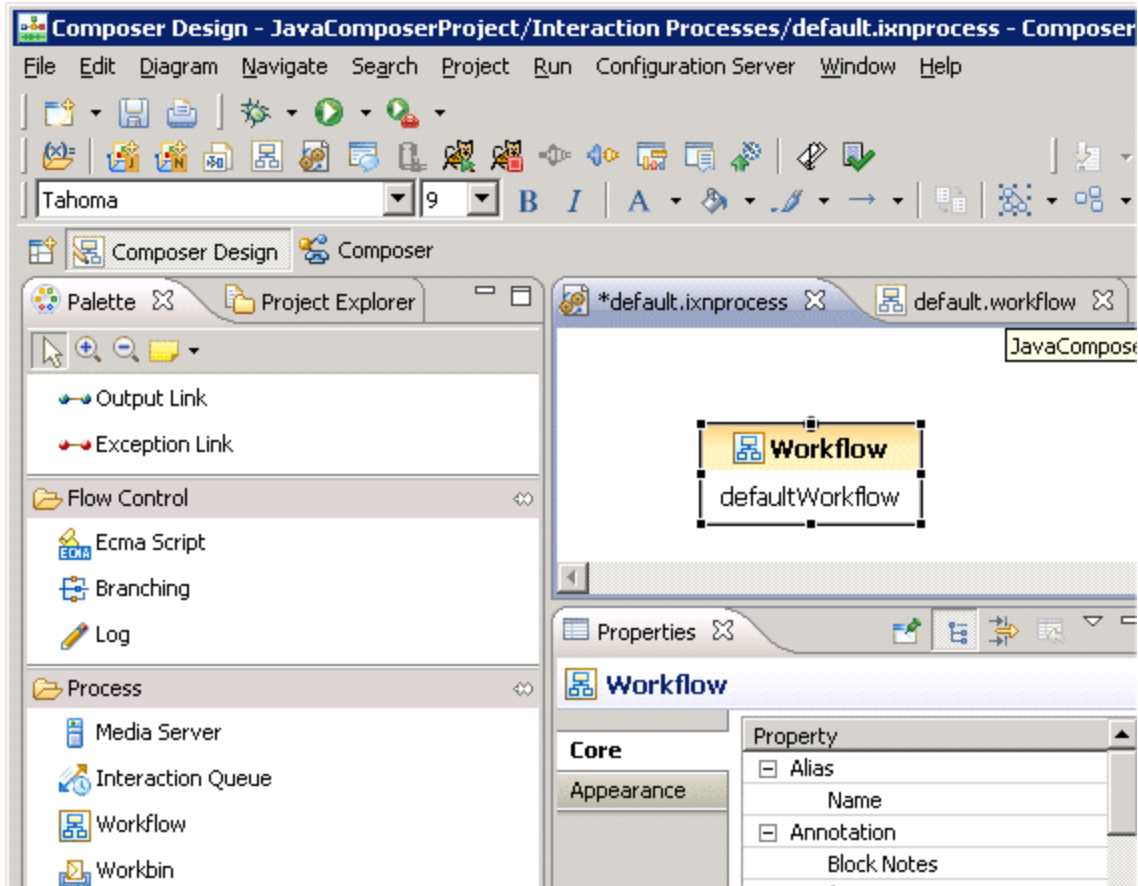 Composer Design - JavaComposerProject/Interaction Processes/default.ixnprocess - Composer
File Edit Diagram Navigate Search Project Run Configuration Server Window Help
Tahoma 9 B I A
Composer Design Composer
Palette Project Explorer
*default.ixnprocess default.workflow
Output Link
Exception Link
Flow Control
Ecma Script
Branching
Log
Process
Media Server
Interaction Queue
Workflow
Workbin
JavaCompose
Workflow
defaultWorkflow
Properties
Workflow
Core
Appearance
Property
Alias
Name
Annotation
Block Notes